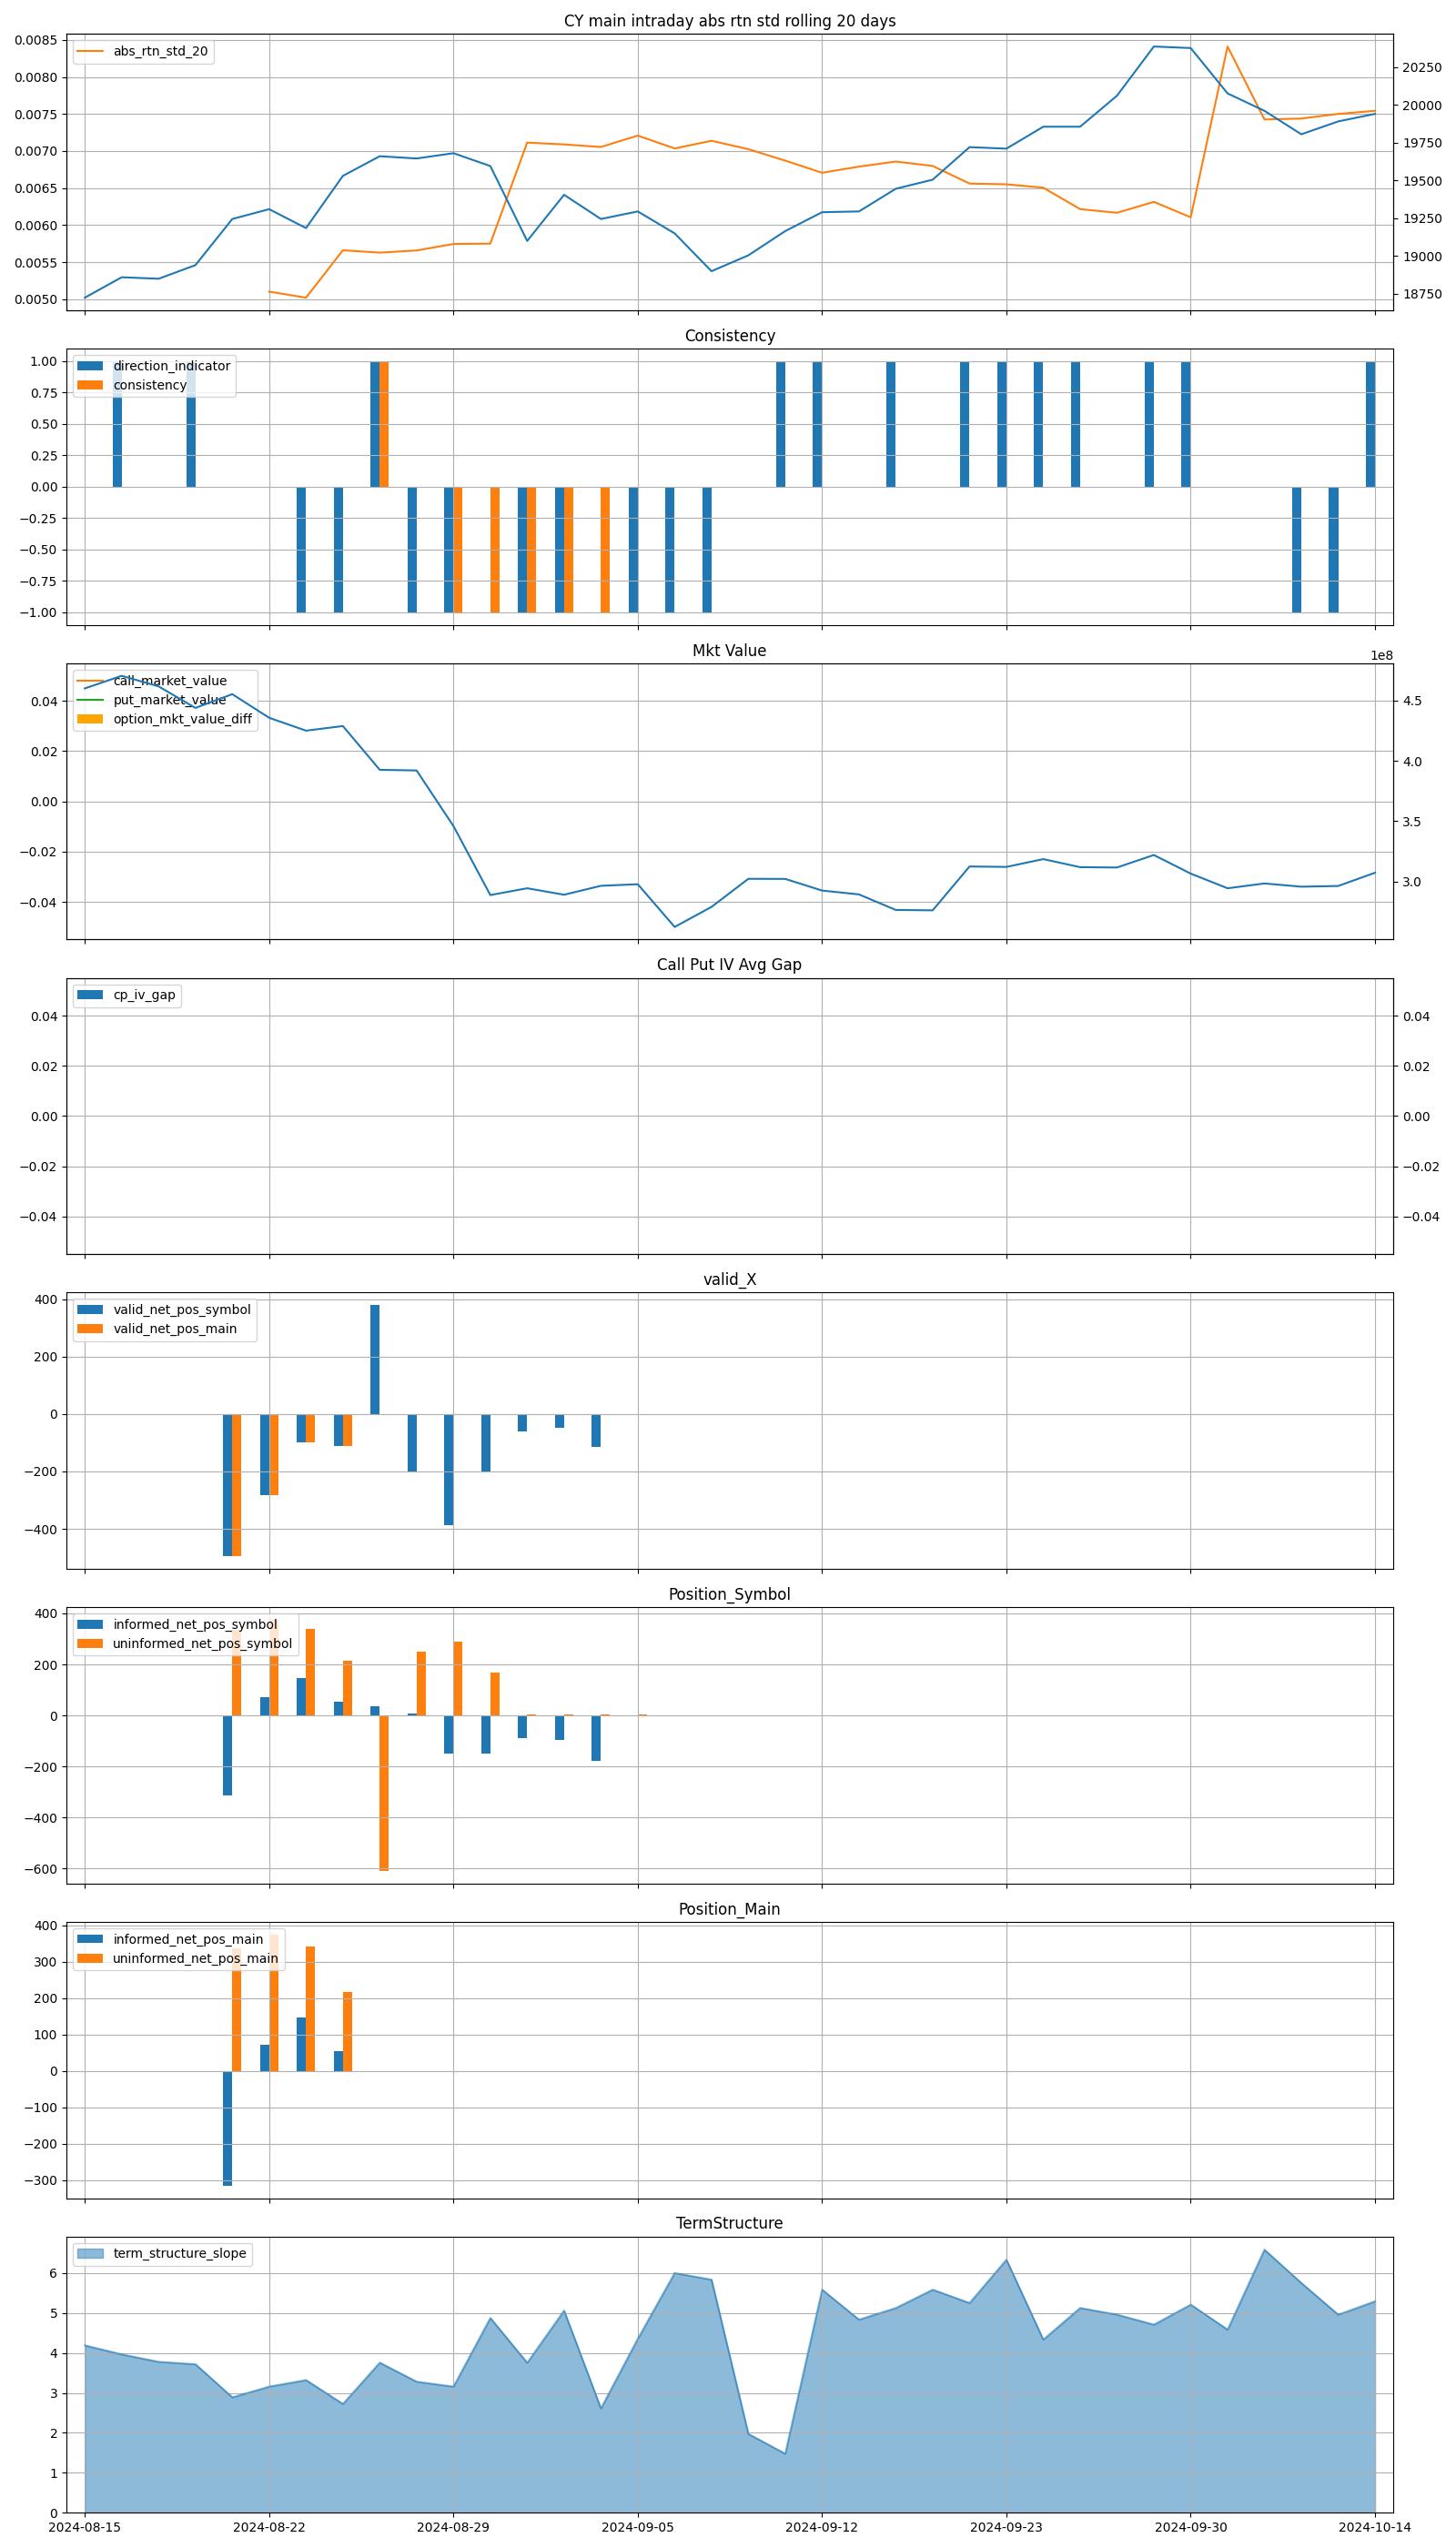 CY main intraday abs rtn std rolling 20 days
abs_rtn_std_20
0.0085
0.0080
0.0075
0.0070
0.0065
0.0060
0.0055
0.0050
20250
20000
19750
19500
19250
19000
18750
Consistency
direction_indicator
consistency
1.00
0.75
0.50
0.25
0.00
−0.25
−0.50
−0.75
−1.00
Mkt Value
1e8
call_market_value
put_market_value
option_mkt_value_diff
0.04
0.02
0.00
−0.02
−0.04
4.5
4.0
3.5
3.0
Call Put IV Avg Gap
cp_iv_gap
0.04
0.02
0.00
−0.02
−0.04
0.04
0.02
0.00
−0.02
−0.04
valid_X
valid_net_pos_symbol
valid_net_pos_main
400
200
0
−200
−400
Position_Symbol
informed_net_pos_symbol
uninformed_net_pos_symbol
400
200
0
−200
−400
−600
Position_Main
informed_net_pos_main
uninformed_net_pos_main
400
300
200
100
0
−100
−200
−300
TermStructure
term_structure_slope
6
5
4
3
2
1
0
2024-08-15 2024-08-22 2024-08-29 2024-09-05 2024-09-12 2024-09-23 2024-09-30 2024-10-14